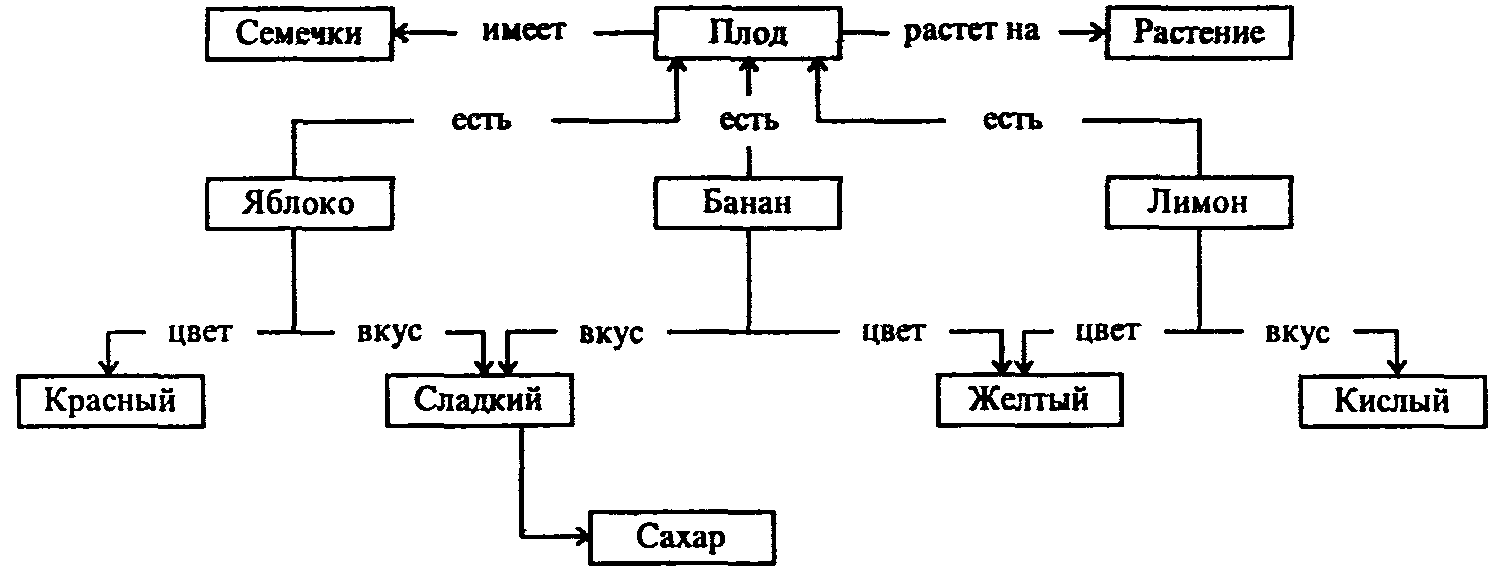 Семечки имеет Плод растет на Растение
есть есть есть
Яблоко Банан Лимон
цвет вкус вкус цвет цвет вкус
Красный Сладкий Желтый Кислый
Сахар